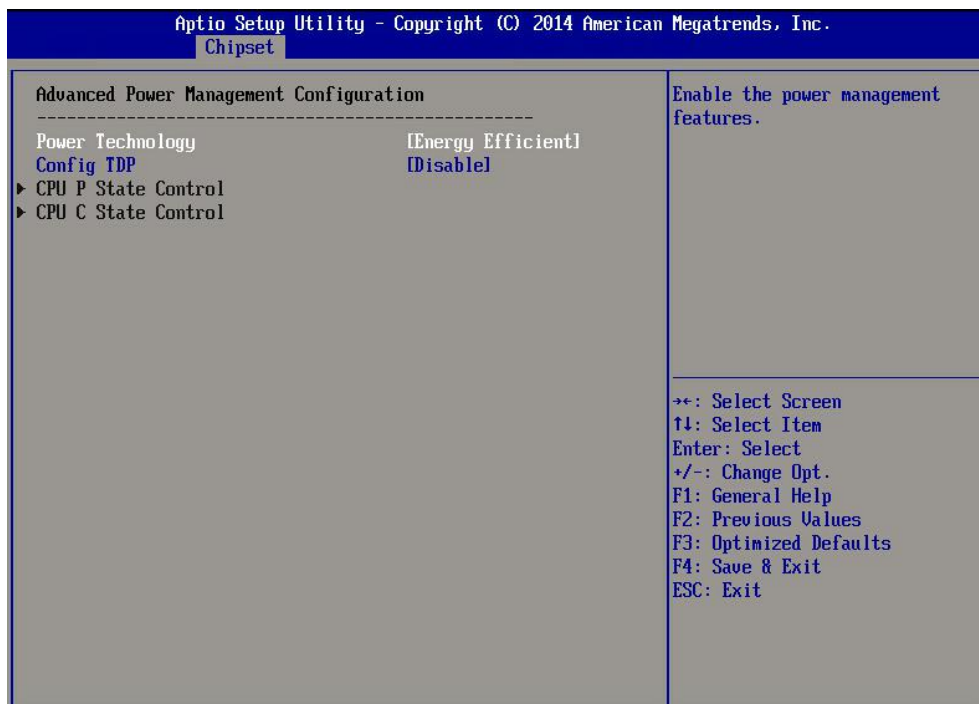 Aptio Setup Utility - Copyright (C) 2014 American Megatrends, Inc.
Chipset
Advanced Power Management Configuration
--------------------------------------------------
Power Technology [Energy Efficient]
Config TDP [Disable]
▶ CPU P State Control
▶ CPU C State Control
Enable the power management
features.
→←: Select Screen
↑↓: Select Item
Enter: Select
+/-: Change Opt.
F1: General Help
F2: Previous Values
F3: Optimized Defaults
F4: Save & Exit
ESC: Exit